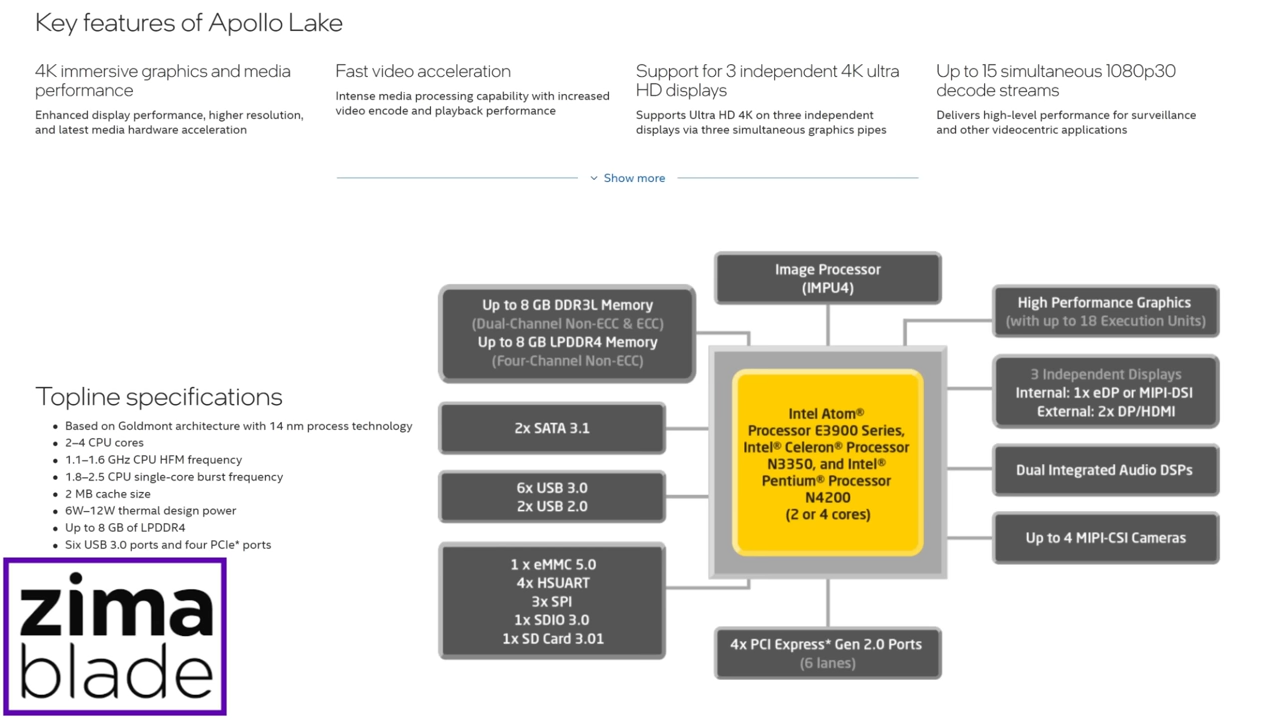 Key features of Apollo Lake
4K immersive graphics and media
performance
Enhanced display performance, higher resolution,
and latest media hardware acceleration
Fast video acceleration
Intense media processing capability with increased
video encode and playback performance
Support for 3 independent 4K ultra
HD displays
Supports Ultra HD 4K on three independent
displays via three simultaneous graphics pipes
Up to 15 simultaneous 1080p30
decode streams
Delivers high-level performance for surveillance
and other videocentric applications
Show more
Topline specifications
• Based on Goldmont architecture with 14 nm process technology
• 2–4 CPU cores
• 1.1–1.6 GHz CPU HFM frequency
• 1.8–2.5 CPU single-core burst frequency
• 2 MB cache size
• 6W–12W thermal design power
• Up to 8 GB of LPDDR4
• Six USB 3.0 ports and four PCIe* ports
zima
blade
Up to 8 GB DDR3L Memory
(Dual-Channel Non-ECC & ECC)
Up to 8 GB LPDDR4 Memory
(Four-Channel Non-ECC)
2x SATA 3.1
6x USB 3.0
2x USB 2.0
1 x eMMC 5.0
4x HSUART
3x SPI
1x SDIO 3.0
1x SD Card 3.01
Image Processor
(IMPU4)
Intel Atom®
Processor E3900 Series,
Intel® Celeron® Processor
N3350, and Intel®
Pentium® Processor
N4200
(2 or 4 cores)
4x PCI Express* Gen 2.0 Ports
(6 lanes)
High Performance Graphics
(with up to 18 Execution Units)
3 Independent Displays
Internal: 1x eDP or MIPI-DSI
External: 2x DP/HDMI
Dual Integrated Audio DSPs
Up to 4 MIPI-CSI Cameras